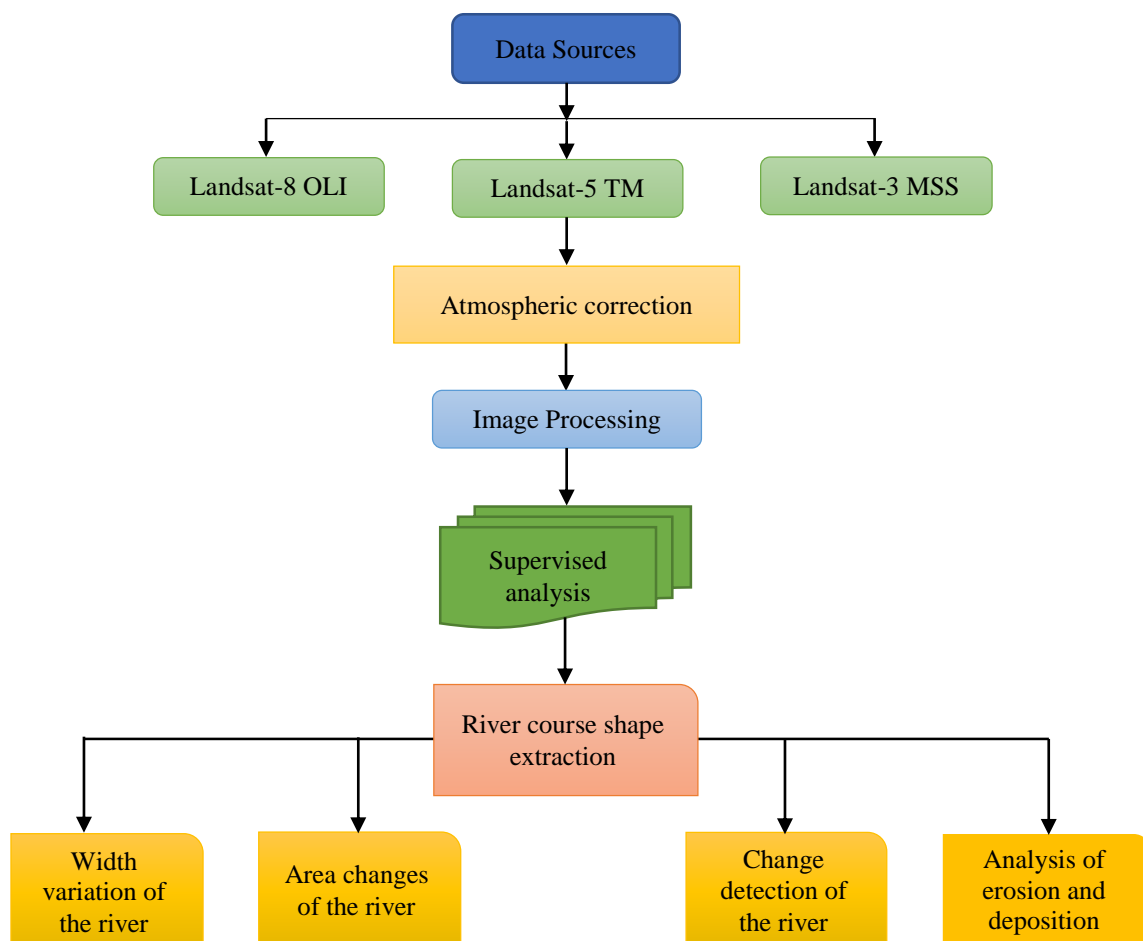 Data Sources
Landsat-8 OLI
Landsat-5 TM
Landsat-3 MSS
Atmospheric correction
Image Processing
Supervised
analysis
River course shape
extraction
Width
variation of
the river
Area changes
of the river
Change
detection of
the river
Analysis of
erosion and
deposition